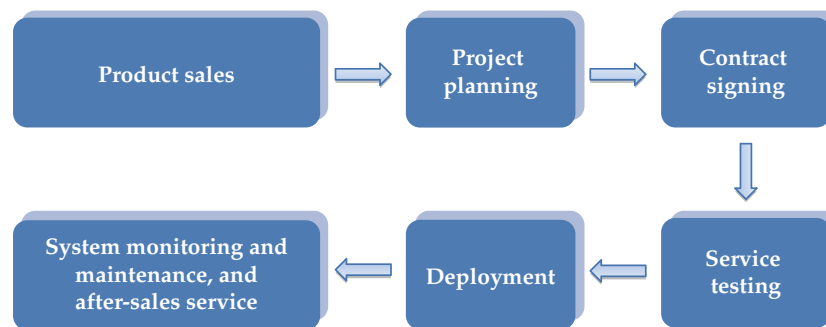 Product sales
Project
planning
Contract
signing
Service
testing
Deployment
System monitoring and
maintenance, and
after-sales service